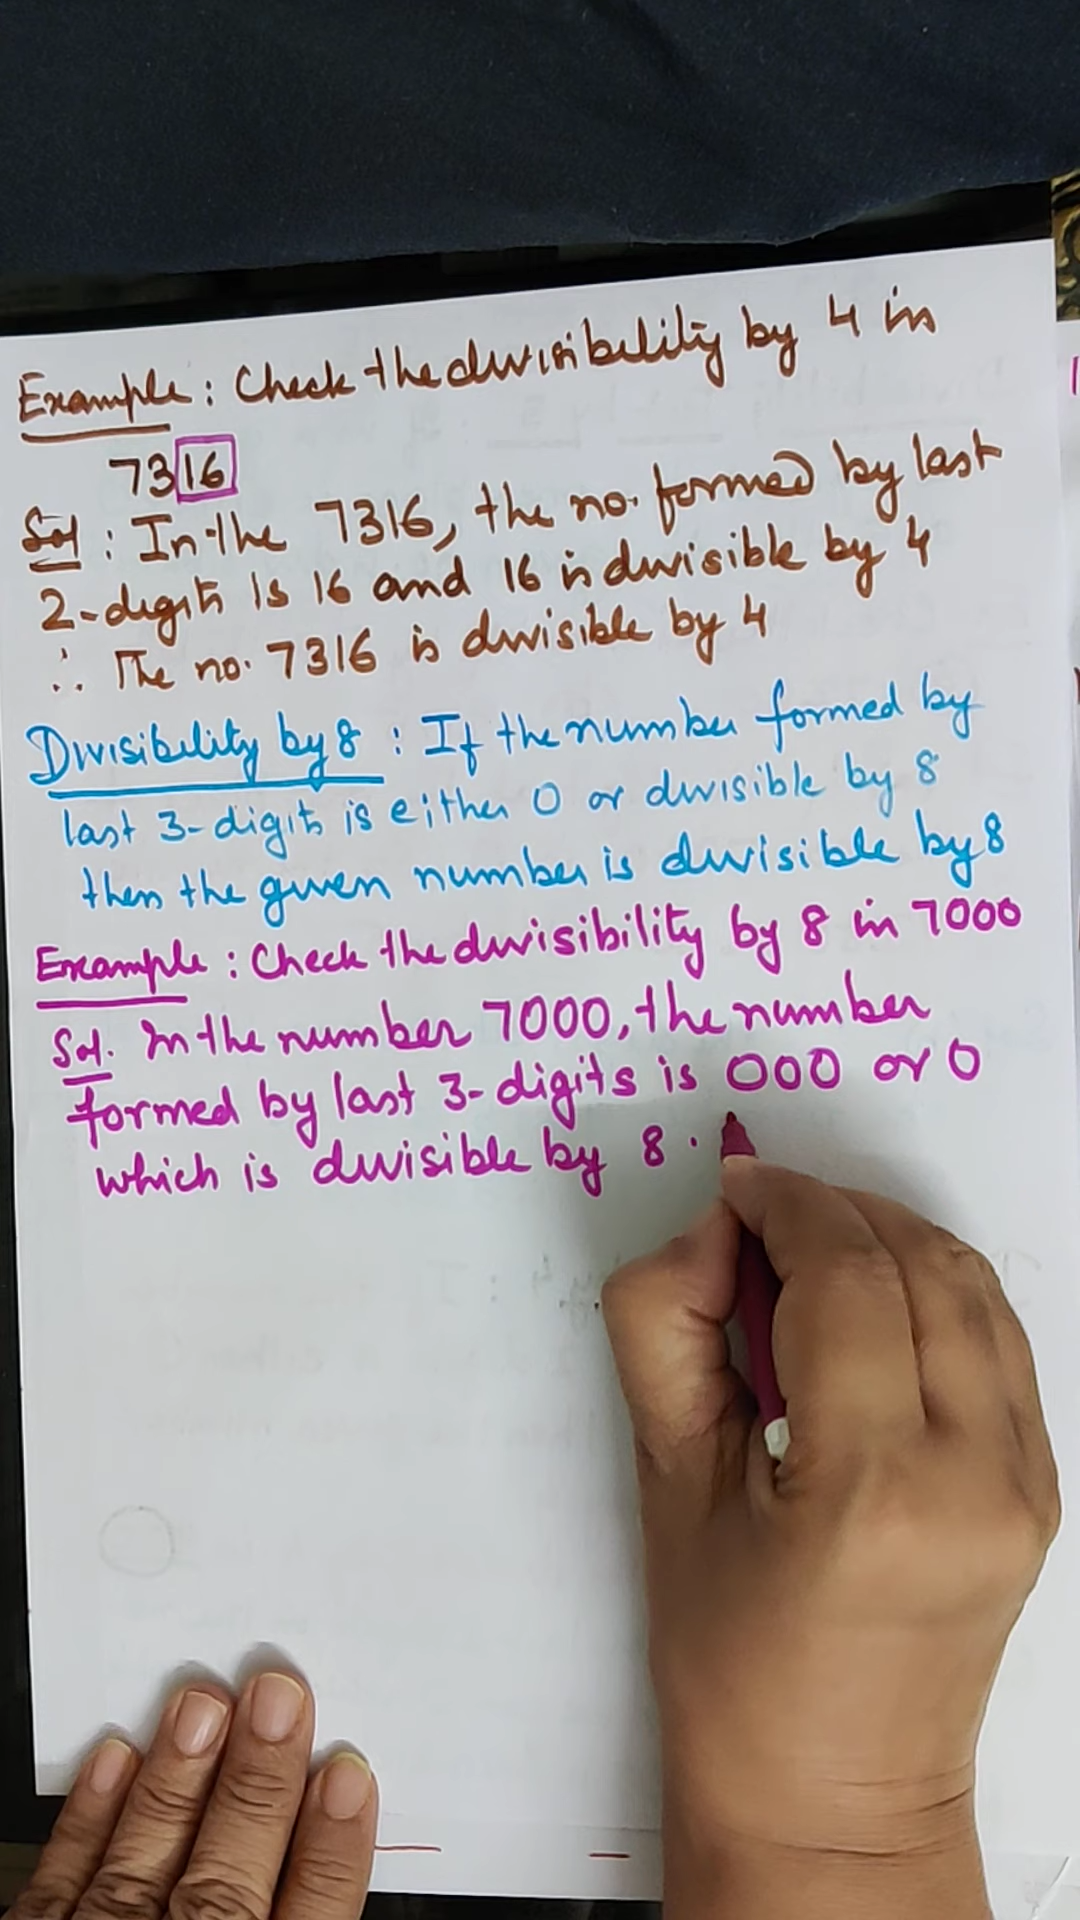 Example : Check the divisibility by 4 in
7316
Sol : In the 7316, the no. formed by last
2-digits is 16 and 16 is divisible by 4
∴ The no. 7316 is divisible by 4
Divisibility by 8 : If the number formed by
last 3-digits is either 0 or divisible by 8
then the given number is divisible by 8
Example : Check the divisibility by 8 in 7000
Sol. In the number 7000, the number
formed by last 3-digits is 000 or 0
which is divisible by 8 .